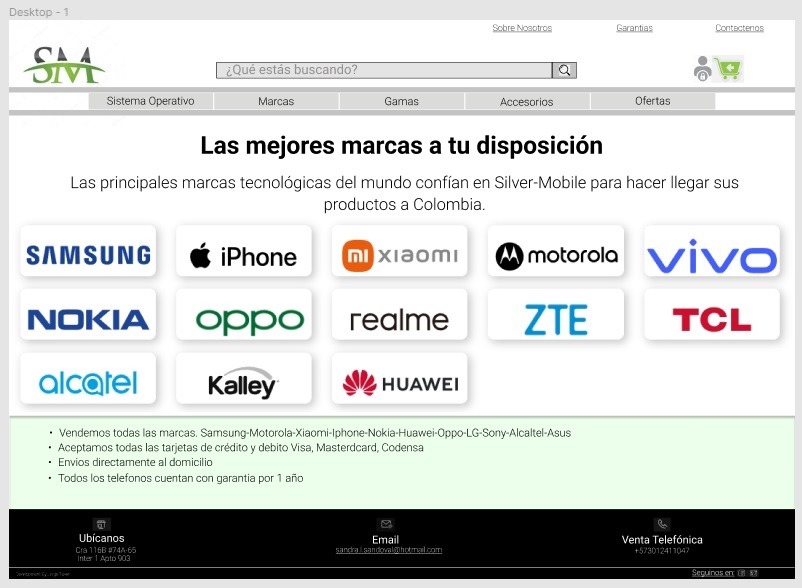 Desktop - 1
Sobre Nosotros
Garantias
Contactenos
SM
¿Qué estás buscando?
Sistema Operativo
Marcas
Gamas
Accesorios
Ofertas
Las mejores marcas a tu disposición
Las principales marcas tecnológicas del mundo confían en Silver-Mobile para hacer llegar sus
productos a Colombia.
SAMSUNG
iPhone
mi xiaomi
motorola
vivo
NOKIA
oppo
realme
ZTE
TCL
alcatel
Kalley
HUAWEI
• Vendemos todas las marcas. Samsung-Motorola-Xiaomi-Iphone-Nokia-Huawei-Oppo-LG-Sony-Alcaltel-Asus
• Aceptamos todas las tarjetas de crédito y debito Visa, Masterdcard, Codensa
• Envios directamente al domicilio
• Todos los telefonos cuentan con garantia por 1 año
Ubícanos
Cra 116B #74A-65
Inter 1 Apto 903
Email
sandra.l.sandoval@hotmail.com
Venta Telefónica
+573012411047
Seguinos en: